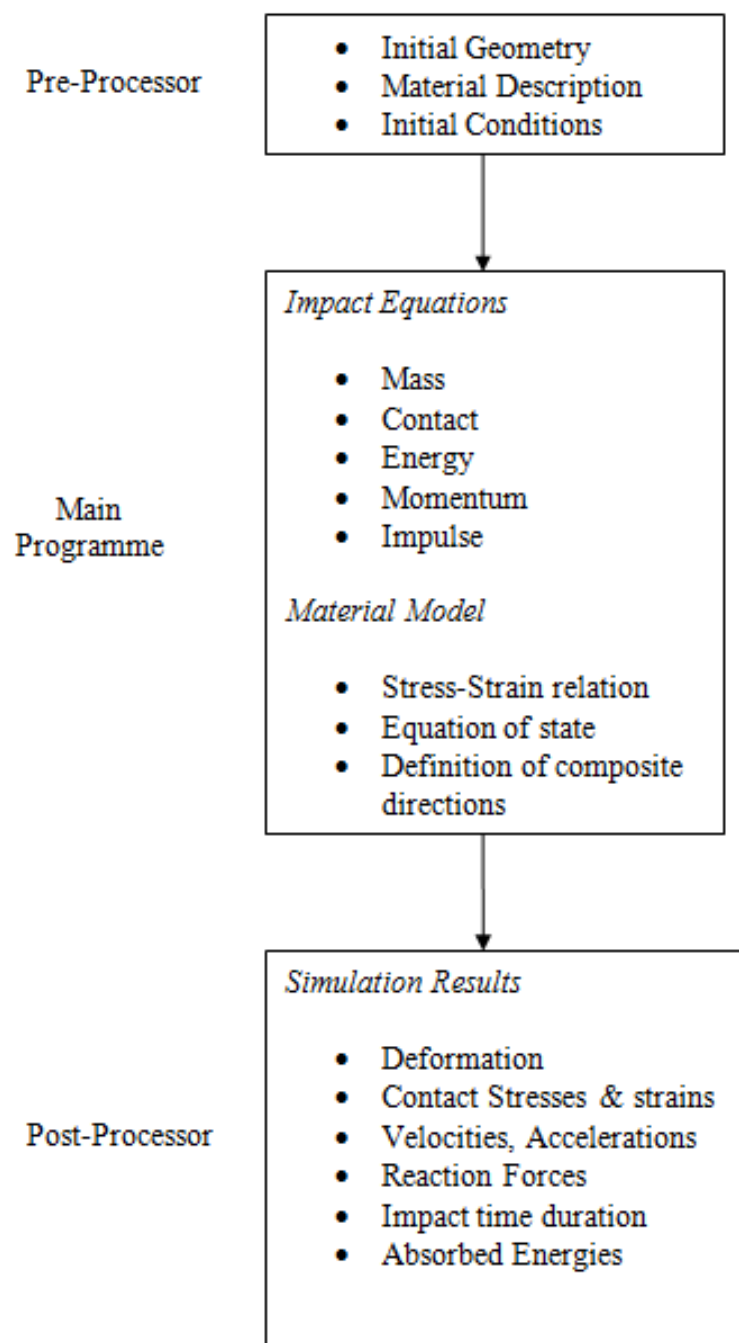 Pre-Processor
• Initial Geometry
• Material Description
• Initial Conditions
Main
Programme
Impact Equations
• Mass
• Contact
• Energy
• Momentum
• Impulse
Material Model
• Stress-Strain relation
• Equation of state
• Definition of composite
directions
Post-Processor
Simulation Results
• Deformation
• Contact Stresses & strains
• Velocities, Accelerations
• Reaction Forces
• Impact time duration
• Absorbed Energies